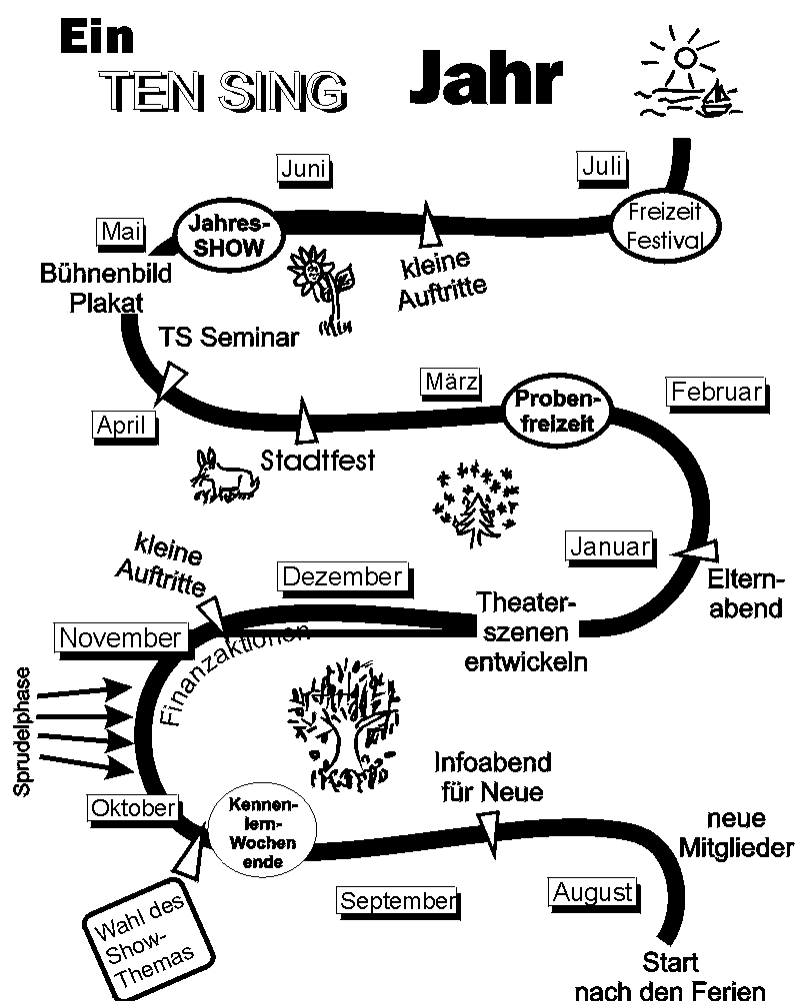 Ein
TEN SING Jahr
Juni
Juli
Mai
Jahres-
SHOW
Freizeit
Festival
kleine
Auftritte
Bühnenbild
Plakat
TS Seminar
März
Februar
Proben-
freizeit
April
Stadtfest
kleine
Auftritte
Januar
Eltern-
abend
Dezember
Theater-
szenen
entwickeln
November
Finanzaktionen
Sprudelphase
Infoabend
für Neue
Oktober
Kennen-
lern-
Wochen
ende
neue
Mitglieder
September
August
Wahl des
Show-
Themas
Start
nach den Ferien